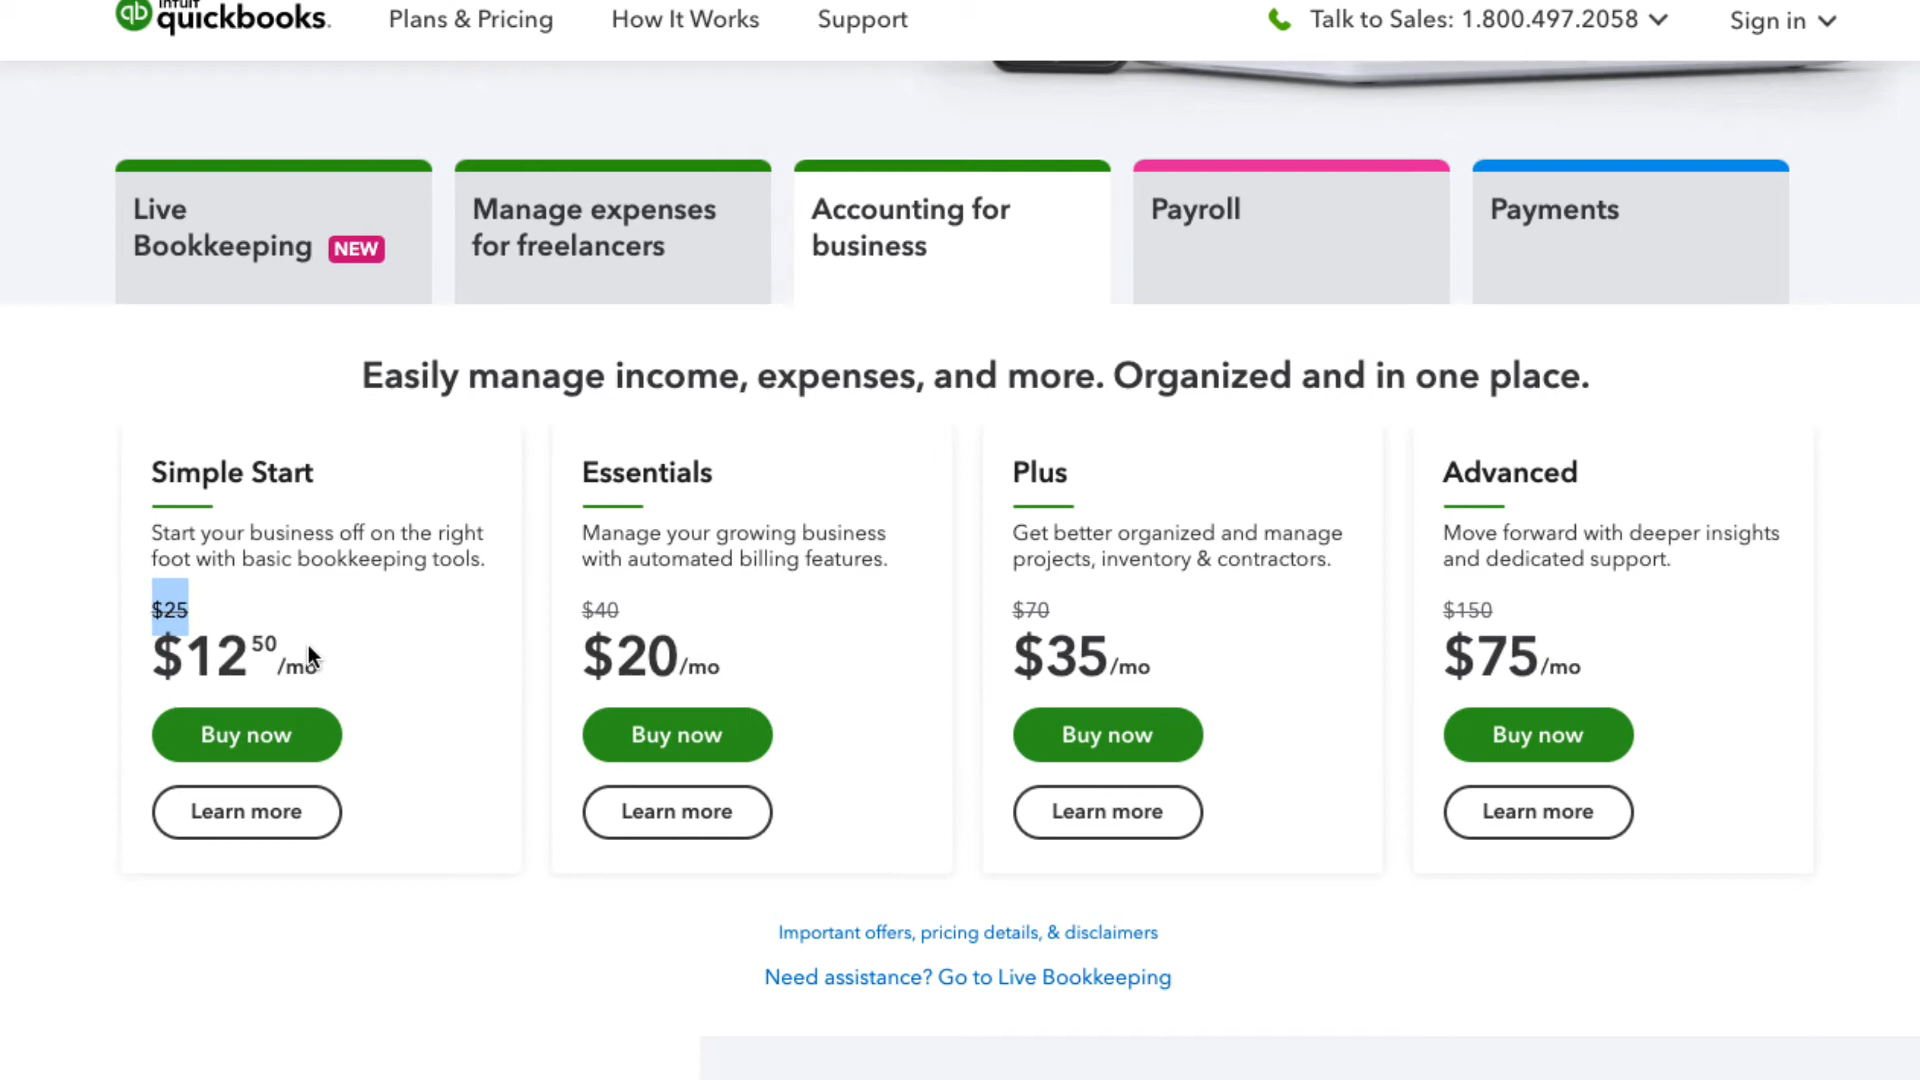 intuit
qb quickbooks.
Plans & Pricing
How It Works
Support
Talk to Sales: 1.800.497.2058
Sign in
Live
Bookkeeping NEW
Manage expenses
for freelancers
Accounting for
business
Payroll
Payments
Easily manage income, expenses, and more. Organized and in one place.
Simple Start
Start your business off on the right
foot with basic bookkeeping tools.
$25
$12 50 /mo
Buy now
Learn more
Essentials
Manage your growing business
with automated billing features.
$40
$20/mo
Buy now
Learn more
Plus
Get better organized and manage
projects, inventory & contractors.
$70
$35/mo
Buy now
Learn more
Advanced
Move forward with deeper insights
and dedicated support.
$150
$75/mo
Buy now
Learn more
Important offers, pricing details, & disclaimers
Need assistance? Go to Live Bookkeeping